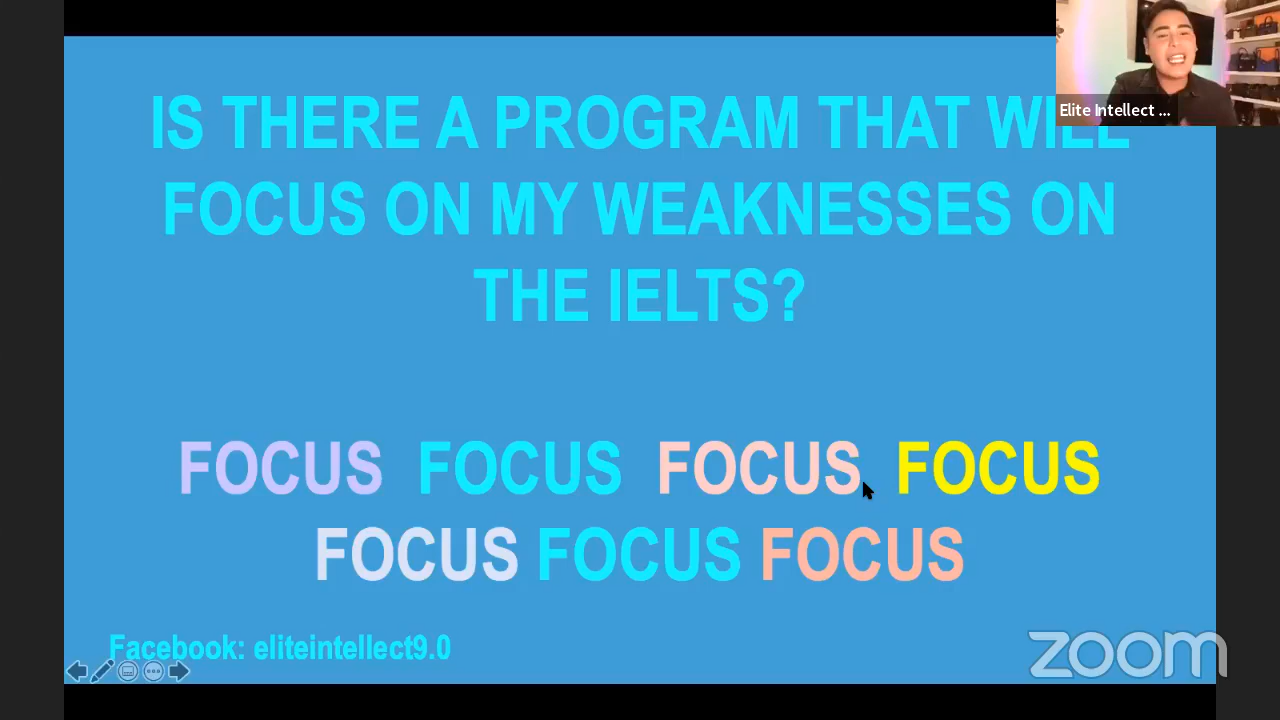 IS THERE A PROGRAM THAT WILL
FOCUS ON MY WEAKNESSES ON
THE IELTS?
FOCUS FOCUS FOCUS FOCUS
FOCUS FOCUS FOCUS
Facebook: eliteintellect9.0
Elite Intellect ...
zoom